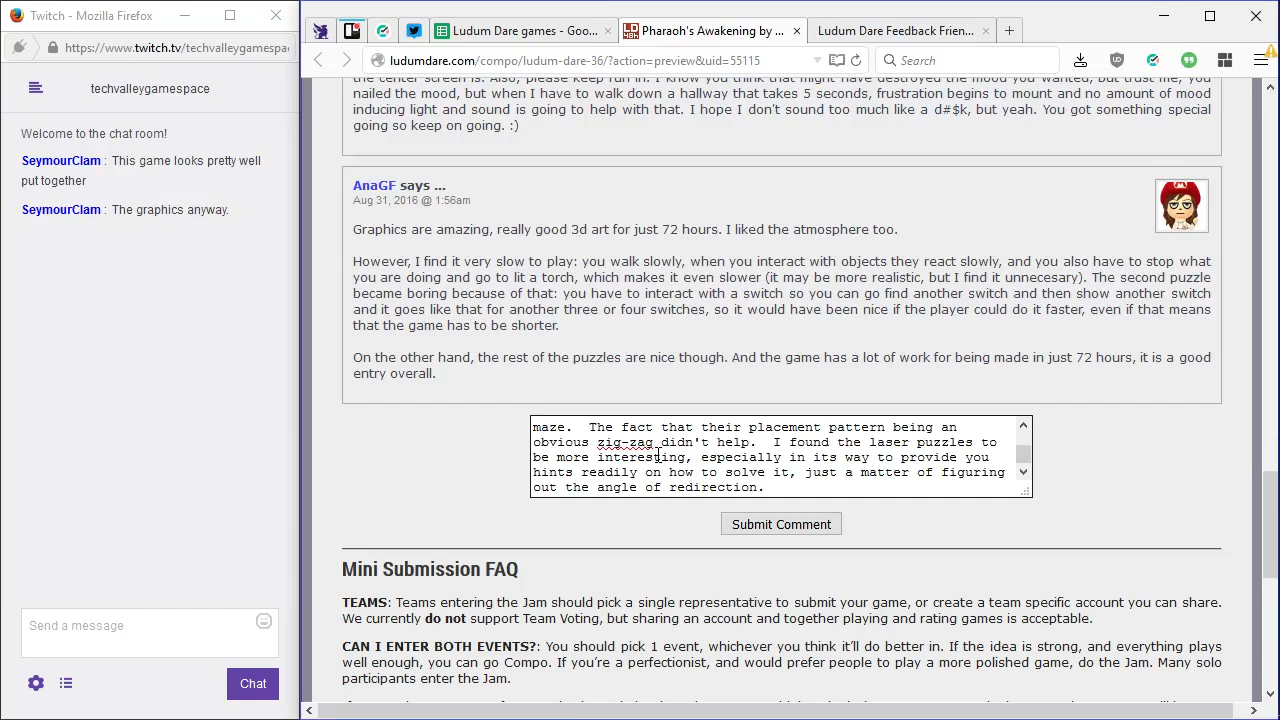 Twitch - Mozilla Firefox
https://www.twitch.tv/techvalleygamespa
techvalleygamespace
Welcome to the chat room!
SeymourClam : This game looks pretty well
put together
SeymourClam : The graphics anyway.
Send a message
Chat
Ludum Dare games - Goo...
Pharaoh's Awakening by ...
Ludum Dare Feedback Frien...
ludumdare.com/compo/ludum-dare-36/?action=preview&uid=55115
Search
the center screen is. Also, please keep run in. I know you think that might have destroyed the mood you wanted, but trust me, you
nailed the mood, but when I have to walk down a hallway that takes 5 seconds, frustration begins to mount and no amount of mood
inducing light and sound is going to help with that. I hope I don't sound too much like a d#$k, but yeah. You got something special
going so keep on going. :)
AnaGF says ...
Aug 31, 2016 @ 1:56am
Graphics are amazing, really good 3d art for just 72 hours. I liked the atmosphere too.
However, I find it very slow to play: you walk slowly, when you interact with objects they react slowly, and you also have to stop what
you are doing and go to lit a torch, which makes it even slower (it may be more realistic, but I find it unnecesary). The second puzzle
became boring because of that: you have to interact with a switch so you can go find another switch and then show another switch
and it goes like that for another three or four switches, so it would have been nice if the player could do it faster, even if that means
that the game has to be shorter.
On the other hand, the rest of the puzzles are nice though. And the game has a lot of work for being made in just 72 hours, it is a good
entry overall.
maze.  The fact that their placement pattern being an
obvious zig-zag didn't help.  I found the laser puzzles to
be more interesting, especially in its way to provide you
hints readily on how to solve it, just a matter of figuring
out the angle of redirection.
Submit Comment
Mini Submission FAQ
TEAMS: Teams entering the Jam should pick a single representative to submit your game, or create a team specific account you can share.
We currently do not support Team Voting, but sharing an account and together playing and rating games is acceptable.
CAN I ENTER BOTH EVENTS?: You should pick 1 event, whichever you think it'll do better in. If the idea is strong, and everything plays
well enough, you can go Compo. If you're a perfectionist, and would prefer people to play a more polished game, do the Jam. Many solo
participants enter the Jam.